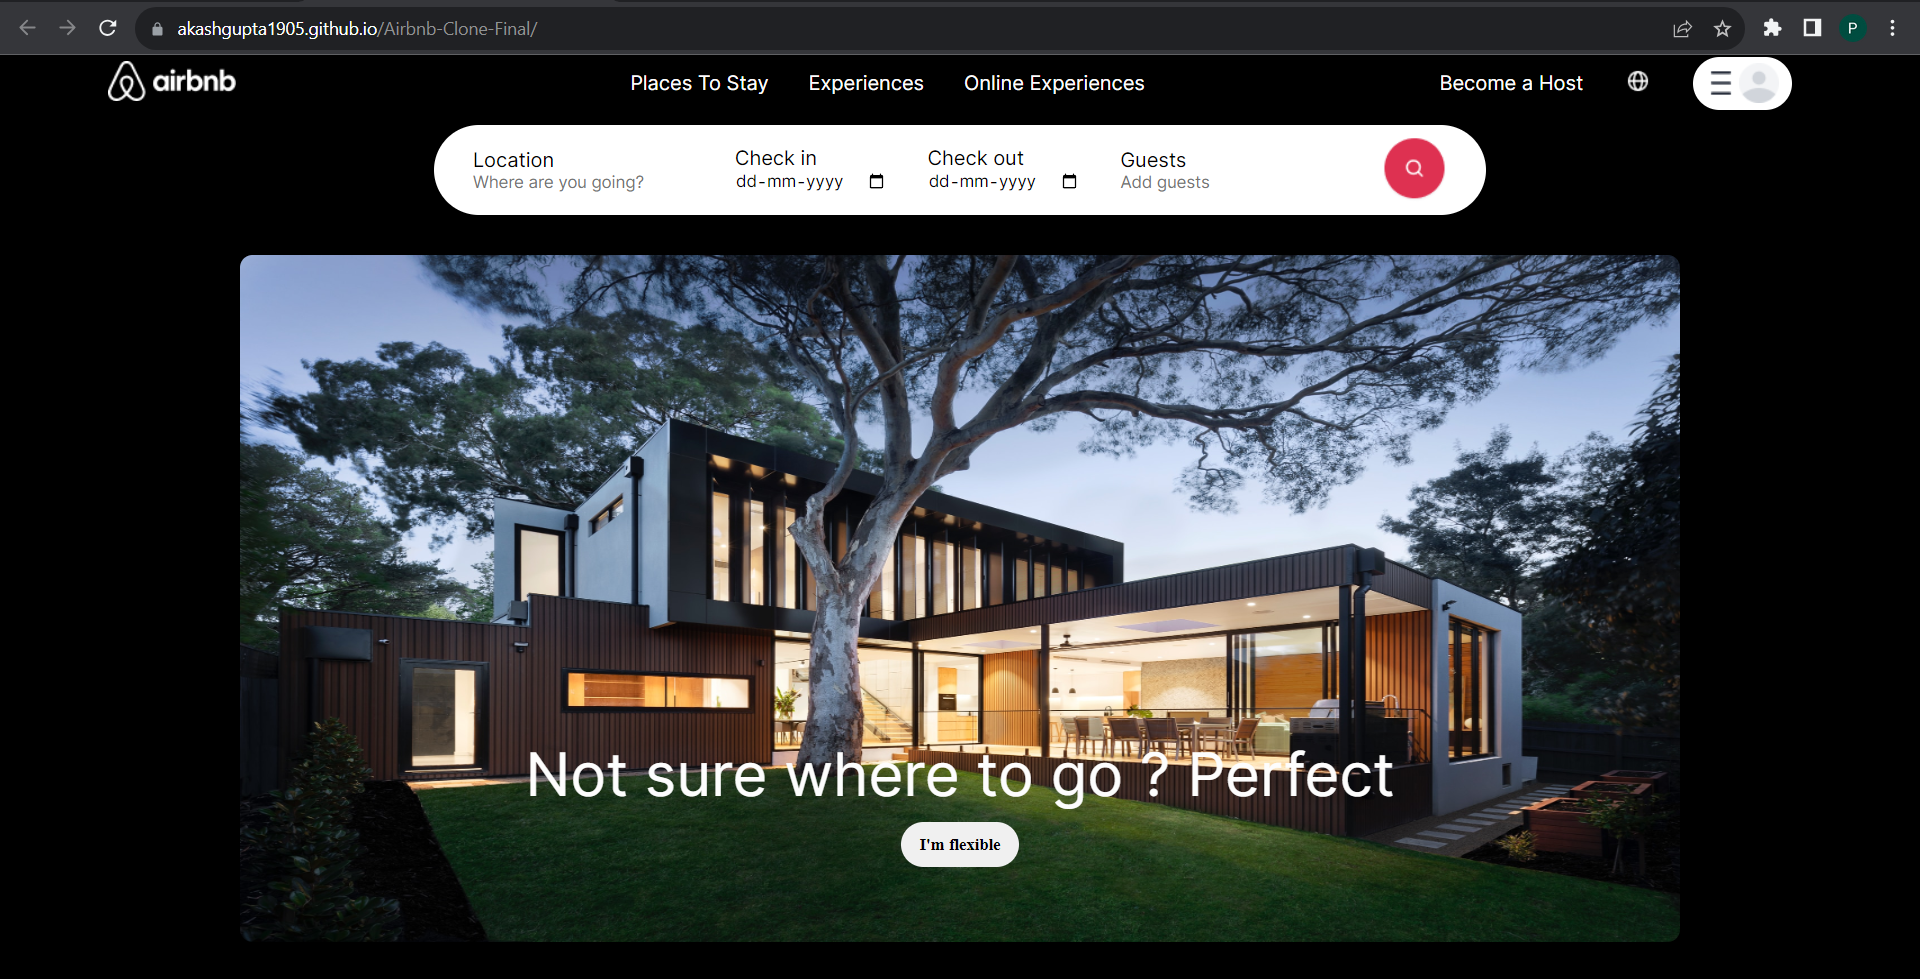 akashgupta1905.github.io/Airbnb-Clone-Final/
P
airbnb
Places To Stay
Experiences
Online Experiences
Become a Host
Location
Where are you going?
Check in
dd-mm-yyyy
Check out
dd-mm-yyyy
Guests
Add guests
Not sure where to go ? Perfect
I'm flexible